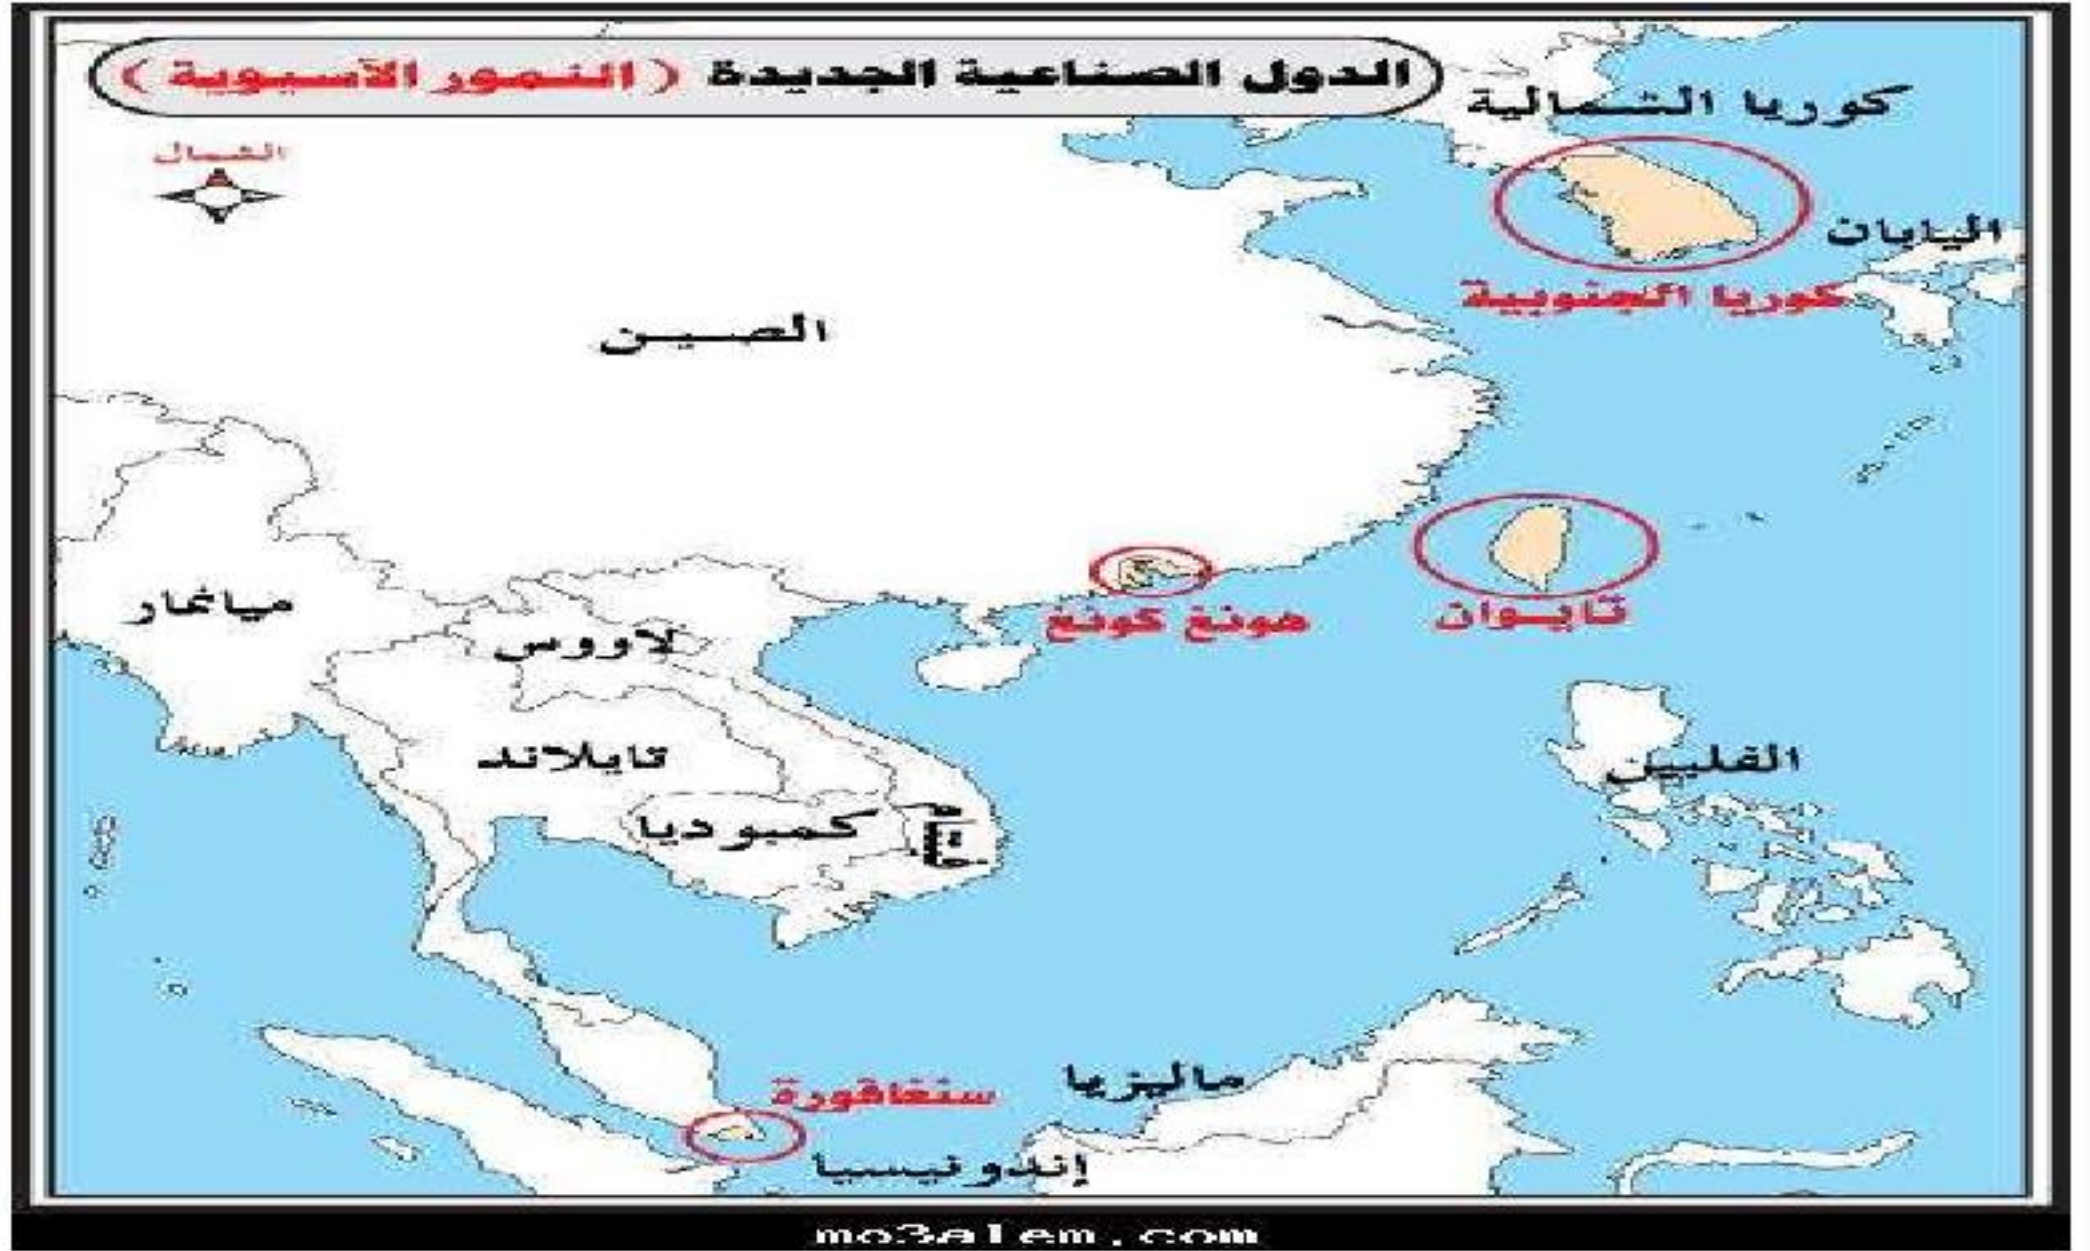 الدول الصناعية الجديدة ( النمور الآسيوية )
كوريا الشمالية
الشمال
اليابان
كوريا الجنوبية
الصين
ميانمار
هونغ كونغ
تايوان
لاووس
تايلاند
الفلبين
كمبوديا
ماليزيا
سنغافورة
إندونيسيا
mo3alem.com